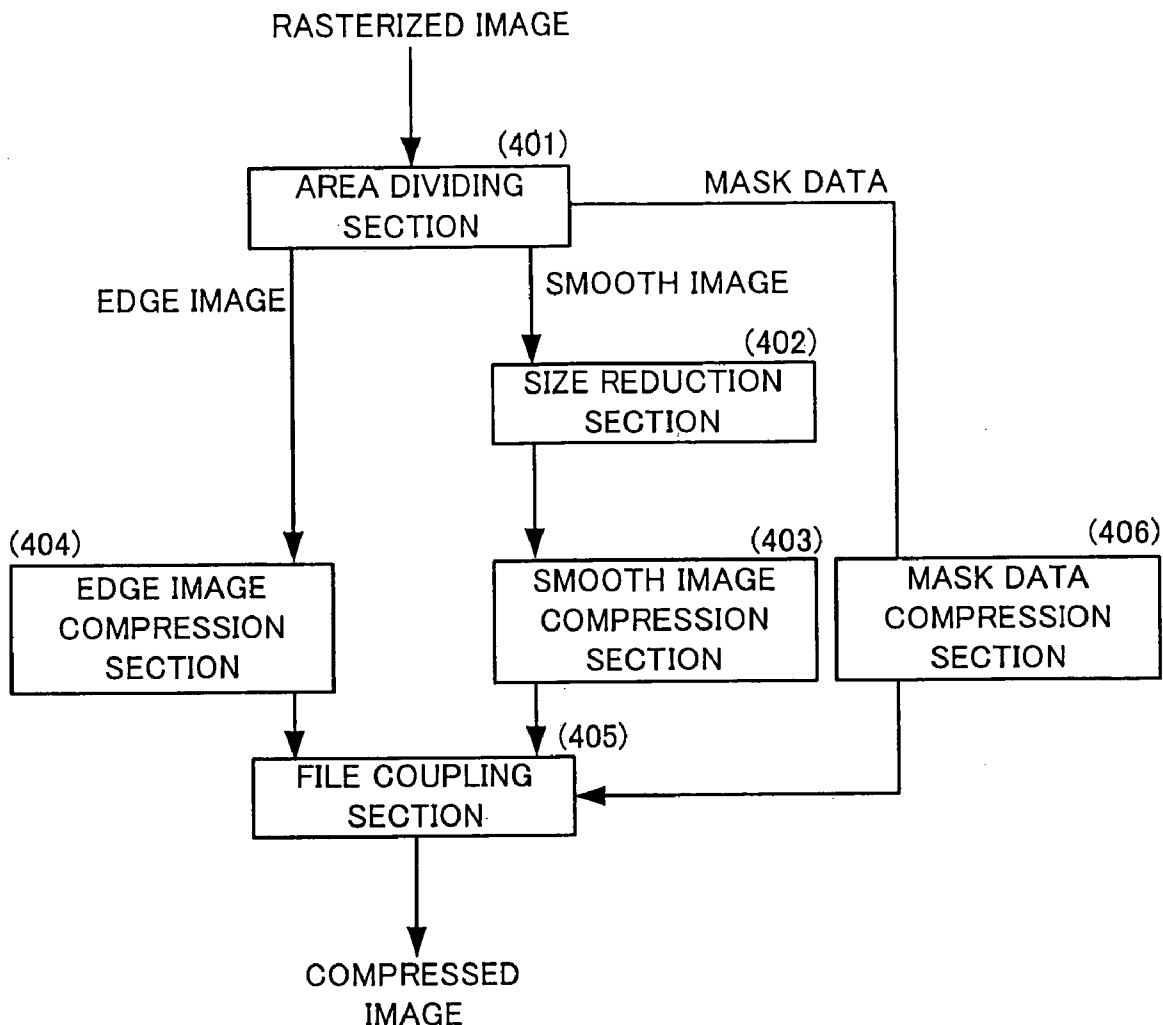 RASTERIZED IMAGE
(401)
AREA DIVIDING
SECTION
MASK DATA
EDGE IMAGE
SMOOTH IMAGE
(402)
SIZE REDUCTION
SECTION
(404)
EDGE IMAGE
COMPRESSION
SECTION
(403)
SMOOTH IMAGE
COMPRESSION
SECTION
(406)
MASK DATA
COMPRESSION
SECTION
(405)
FILE COUPLING
SECTION
COMPRESSED
IMAGE